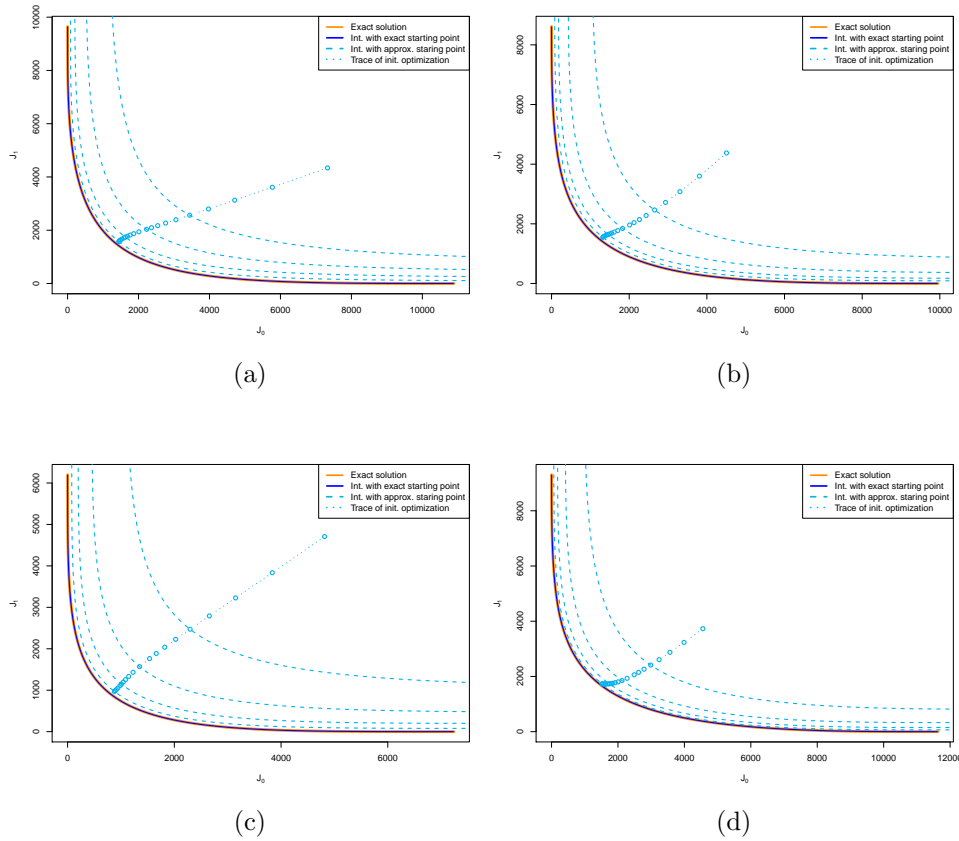 Exact solution
Int. with exact starting point
Int. with approx. staring point
Trace of init. optimization
10000
8000
6000
4000
2000
0
J₁
0 2000 4000 6000 8000 10000
J₀
(a)
Exact solution
Int. with exact starting point
Int. with approx. staring point
Trace of init. optimization
8000
6000
4000
2000
0
J₁
0 2000 4000 6000 8000 10000
J₀
(b)
Exact solution
Int. with exact starting point
Int. with approx. staring point
Trace of init. optimization
6000
5000
4000
3000
2000
1000
0
J₁
0 2000 4000 6000
J₀
(c)
Exact solution
Int. with exact starting point
Int. with approx. staring point
Trace of init. optimization
8000
6000
4000
2000
0
J₁
0 2000 4000 6000 8000 10000 12000
J₀
(d)